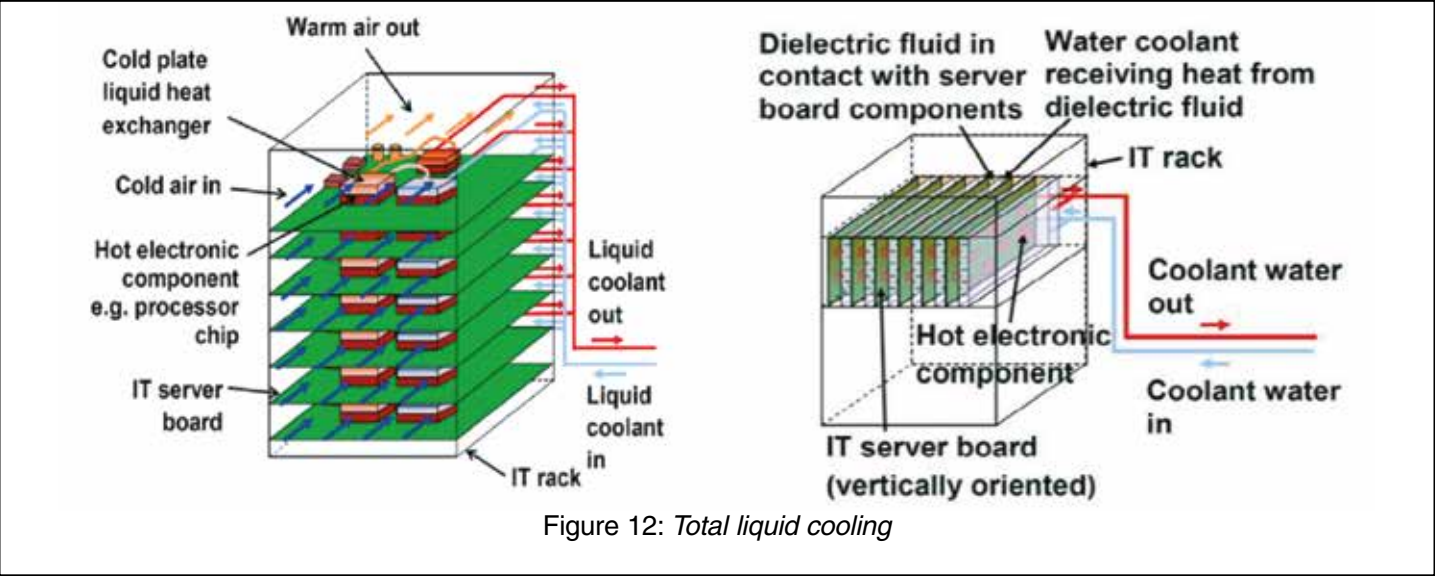 Warm air out
Cold plate
liquid heat
exchanger
Cold air in
Hot electronic
component
e.g. processor
chip
IT server
board
Liquid
coolant
out
Liquid
coolant
in
IT rack
Dielectric fluid in
contact with server
board components
Water coolant
receiving heat from
dielectric fluid
IT rack
Coolant water
out
Hot electronic
component
Coolant water
in
IT server board
(vertically oriented)
Figure 12: Total liquid cooling